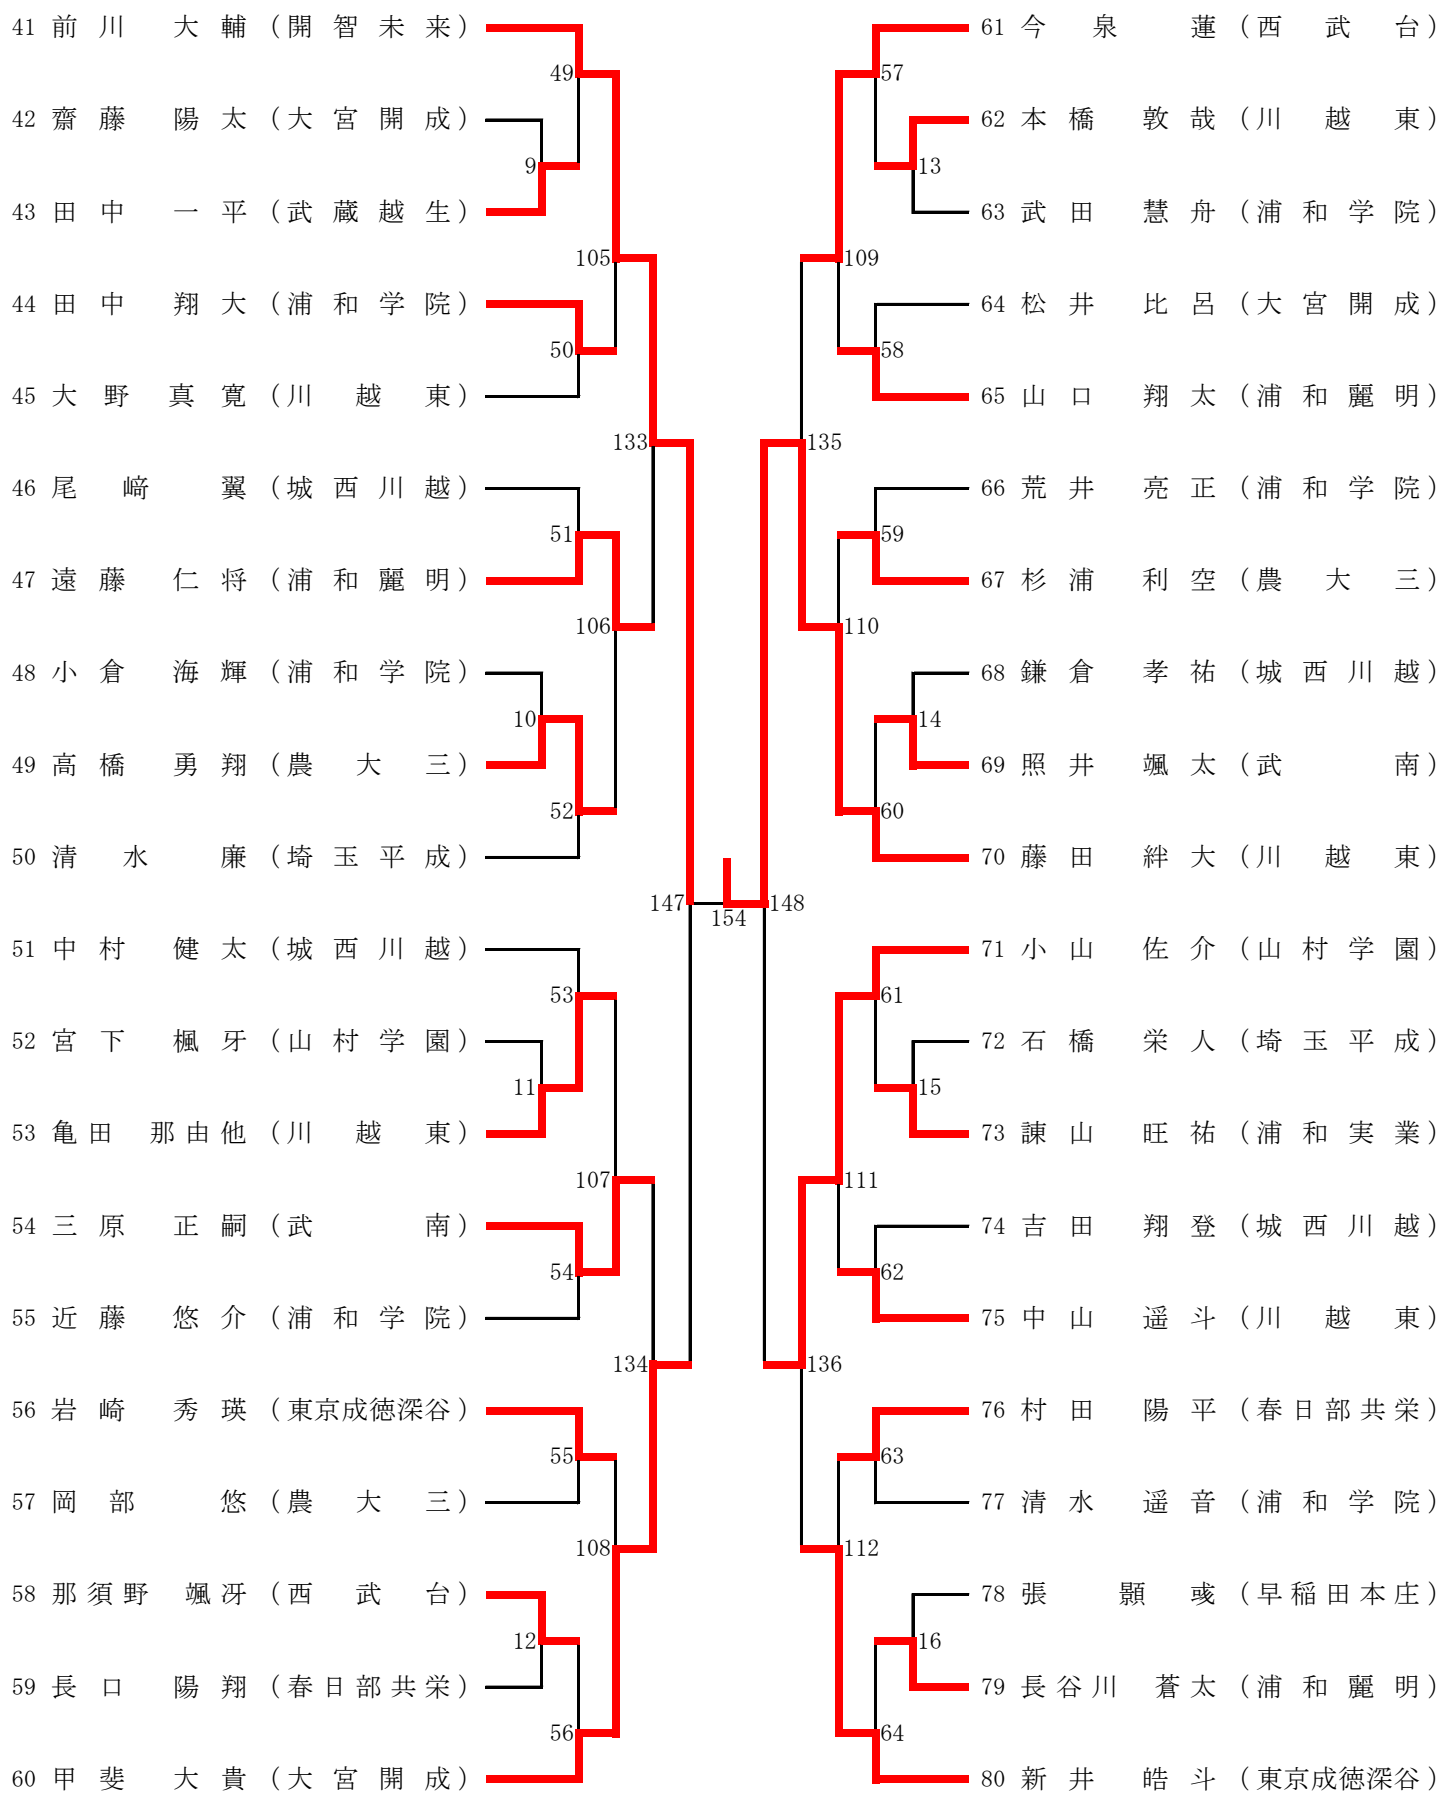 41 前川 大輔 (開智未来)
49
42 齋藤 陽太 (大宮開成)
9
43 田中 一平 (武蔵越生)
105
44 田中 翔大 (浦和学院)
50
45 大野 真寛 (川越東)
133
46 尾﨑 翼 (城西川越)
51
47 遠藤 仁将 (浦和麗明)
106
48 小倉 海輝 (浦和学院)
10
49 高橋 勇翔 (農大三)
52
50 清水 廉 (埼玉平成)
147
51 中村 健太 (城西川越)
53
52 宮下 楓牙 (山村学園)
11
53 亀田 那由他 (川越東)
107
54 三原 正嗣 (武南)
54
55 近藤 悠介 (浦和学院)
134
56 岩崎 秀瑛 (東京成徳深谷)
55
57 岡部 悠 (農大三)
108
58 那須野 颯冴 (西武台)
12
59 長口 陽翔 (春日部共栄)
56
60 甲斐 大貴 (大宮開成)
154
61 今泉 蓮 (西武台)
57
62 本橋 敦哉 (川越東)
13
63 武田 慧舟 (浦和学院)
109
64 松井 比呂 (大宮開成)
58
65 山口 翔太 (浦和麗明)
135
66 荒井 亮正 (浦和学院)
59
67 杉浦 利空 (農大三)
110
68 鎌倉 孝祐 (城西川越)
14
69 照井 颯太 (武南)
60
70 藤田 絆大 (川越東)
148
71 小山 佐介 (山村学園)
61
72 石橋 栄人 (埼玉平成)
15
73 諫山 旺祐 (浦和実業)
111
74 吉田 翔登 (城西川越)
62
75 中山 遥斗 (川越東)
136
76 村田 陽平 (春日部共栄)
63
77 清水 遥音 (浦和学院)
112
78 張 顥彧 (早稲田本庄)
16
79 長谷川 蒼太 (浦和麗明)
64
80 新井 皓斗 (東京成徳深谷)